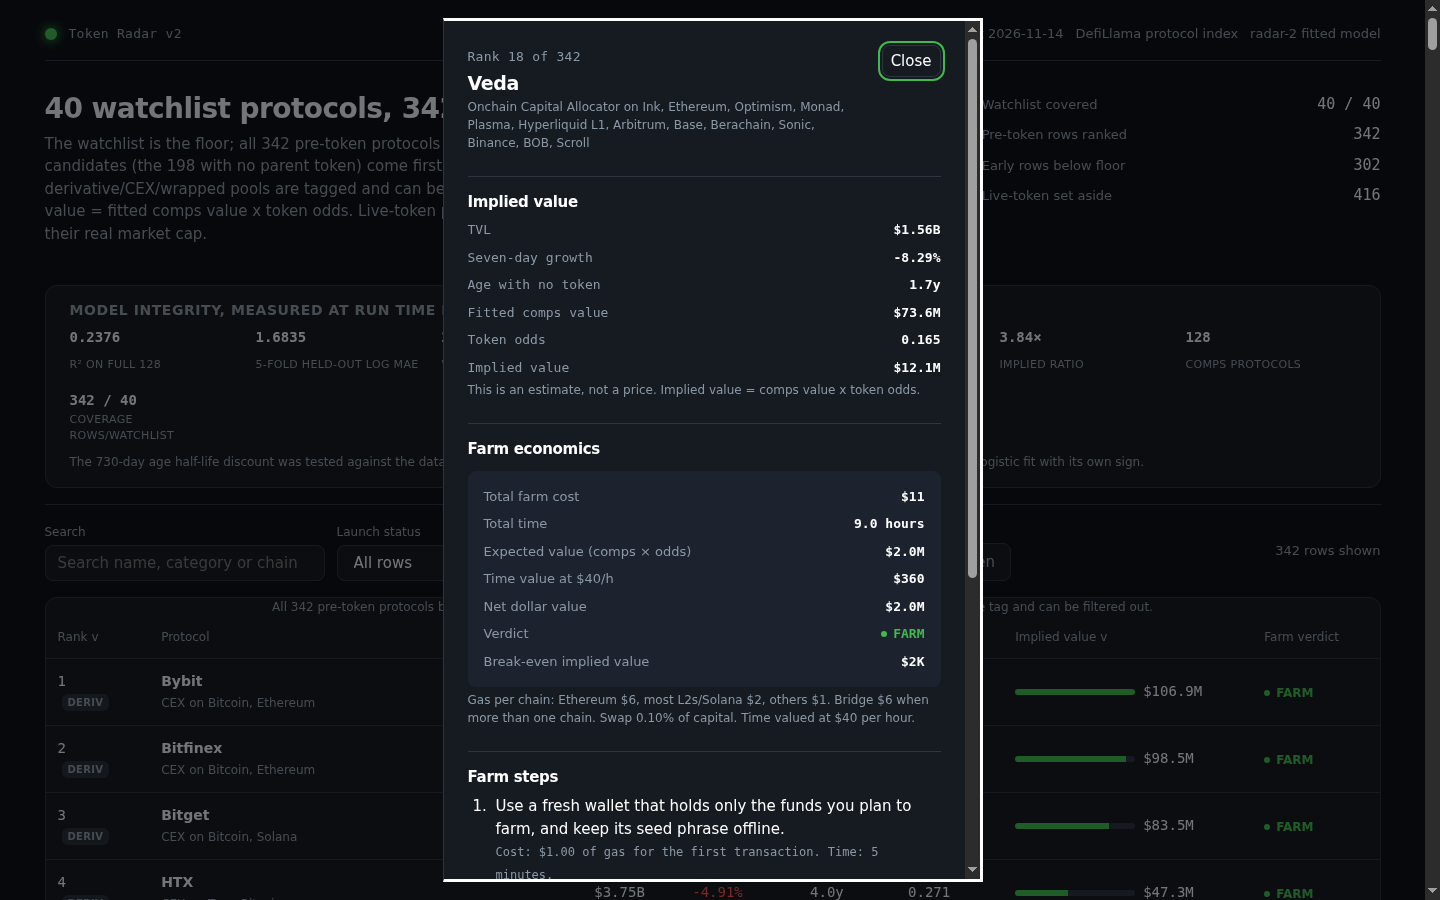 Token Radar v2
2026-11-14 DefiLlama protocol index radar-2 fitted model
40 watchlist protocols, 34
The watchlist is the floor; all 342 pre-token protocols
candidates (the 198 with no parent token) come first
derivative/CEX/wrapped pools are tagged and can be
value = fitted comps value x token odds. Live-token
their real market cap.
Watchlist covered 40 / 40
Pre-token rows ranked 342
Early rows below floor 302
Live-token set aside 416
MODEL INTEGRITY, MEASURED AT RUN TIME
0.2376
R² ON FULL 128
1.6835
5-FOLD HELD-OUT LOG MAE
3.84×
IMPLIED RATIO
128
COMPS PROTOCOLS
342 / 40
COVERAGE
ROWS/WATCHLIST
The 730-day age half-life discount was tested against the data
ogistic fit with its own sign.
Search
Search name, category or chain
Launch status
All rows
en
342 rows shown
All 342 pre-token protocols
tag and can be filtered out.
Rank v Protocol Implied value v Farm verdict
1 Bybit
DERIV CEX on Bitcoin, Ethereum $106.9M FARM
2 Bitfinex
DERIV CEX on Bitcoin, Ethereum $98.5M FARM
3 Bitget
DERIV CEX on Bitcoin, Solana $83.5M FARM
4 HTX $3.75B -4.91% 4.0y 0.271 $47.3M FARM
Rank 18 of 342
Close
Veda
Onchain Capital Allocator on Ink, Ethereum, Optimism, Monad,
Plasma, Hyperliquid L1, Arbitrum, Base, Berachain, Sonic,
Binance, BOB, Scroll
Implied value
TVL $1.56B
Seven-day growth -8.29%
Age with no token 1.7y
Fitted comps value $73.6M
Token odds 0.165
Implied value $12.1M
This is an estimate, not a price. Implied value = comps value x token odds.
Farm economics
Total farm cost $11
Total time 9.0 hours
Expected value (comps × odds) $2.0M
Time value at $40/h $360
Net dollar value $2.0M
Verdict FARM
Break-even implied value $2K
Gas per chain: Ethereum $6, most L2s/Solana $2, others $1. Bridge $6 when
more than one chain. Swap 0.10% of capital. Time valued at $40 per hour.
Farm steps
1. Use a fresh wallet that holds only the funds you plan to
farm, and keep its seed phrase offline.
Cost: $1.00 of gas for the first transaction. Time: 5
minutes.